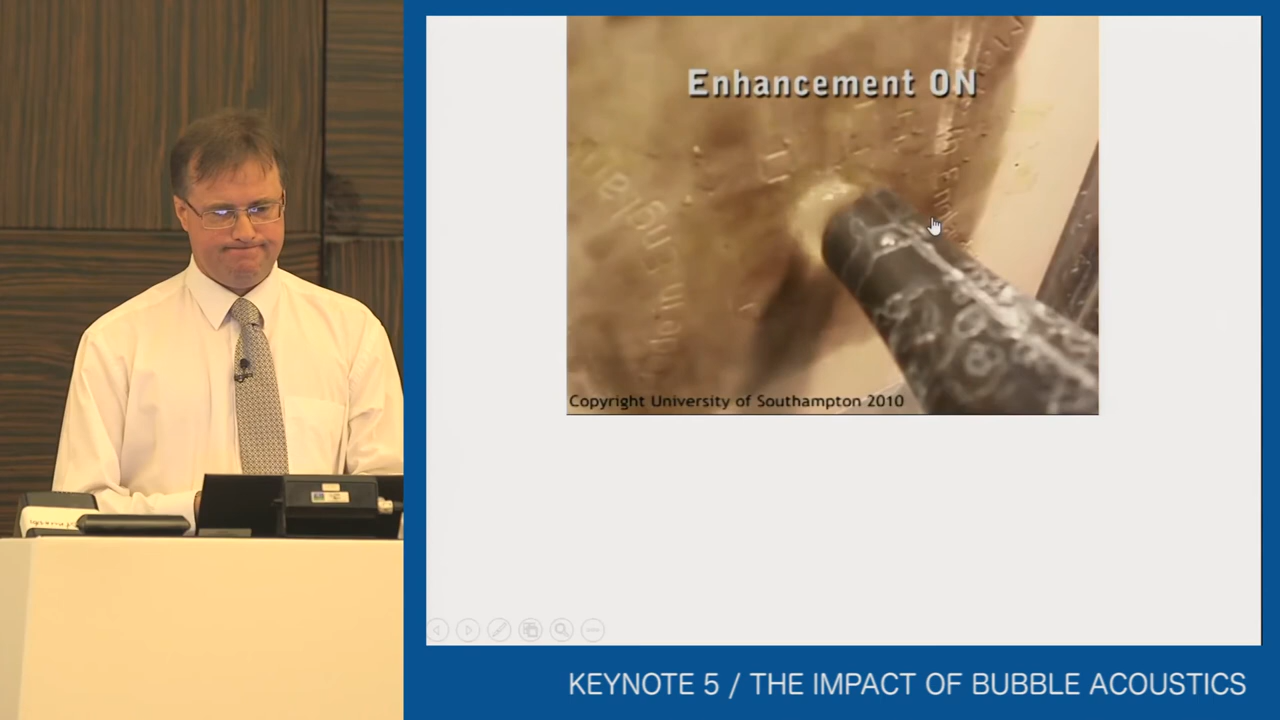 Enhancement ON
Copyright University of Southampton 2010
KEYNOTE 5 / THE IMPACT OF BUBBLE ACOUSTICS